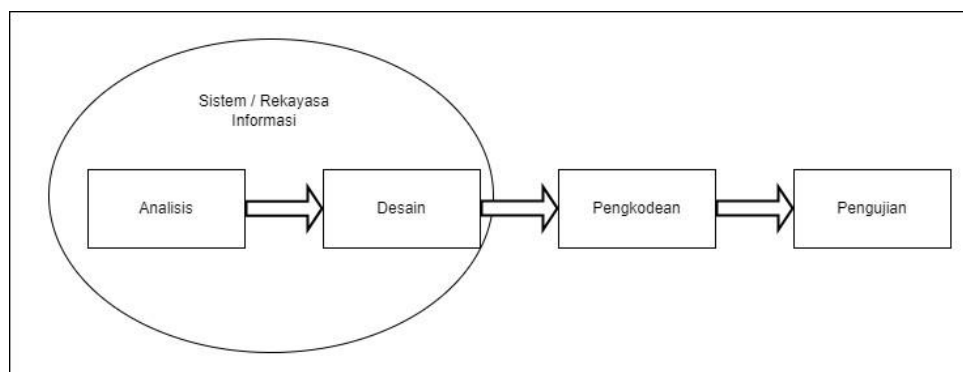 Sistem / Rekayasa
Informasi
Analisis
Desain
Pengkodean
Pengujian